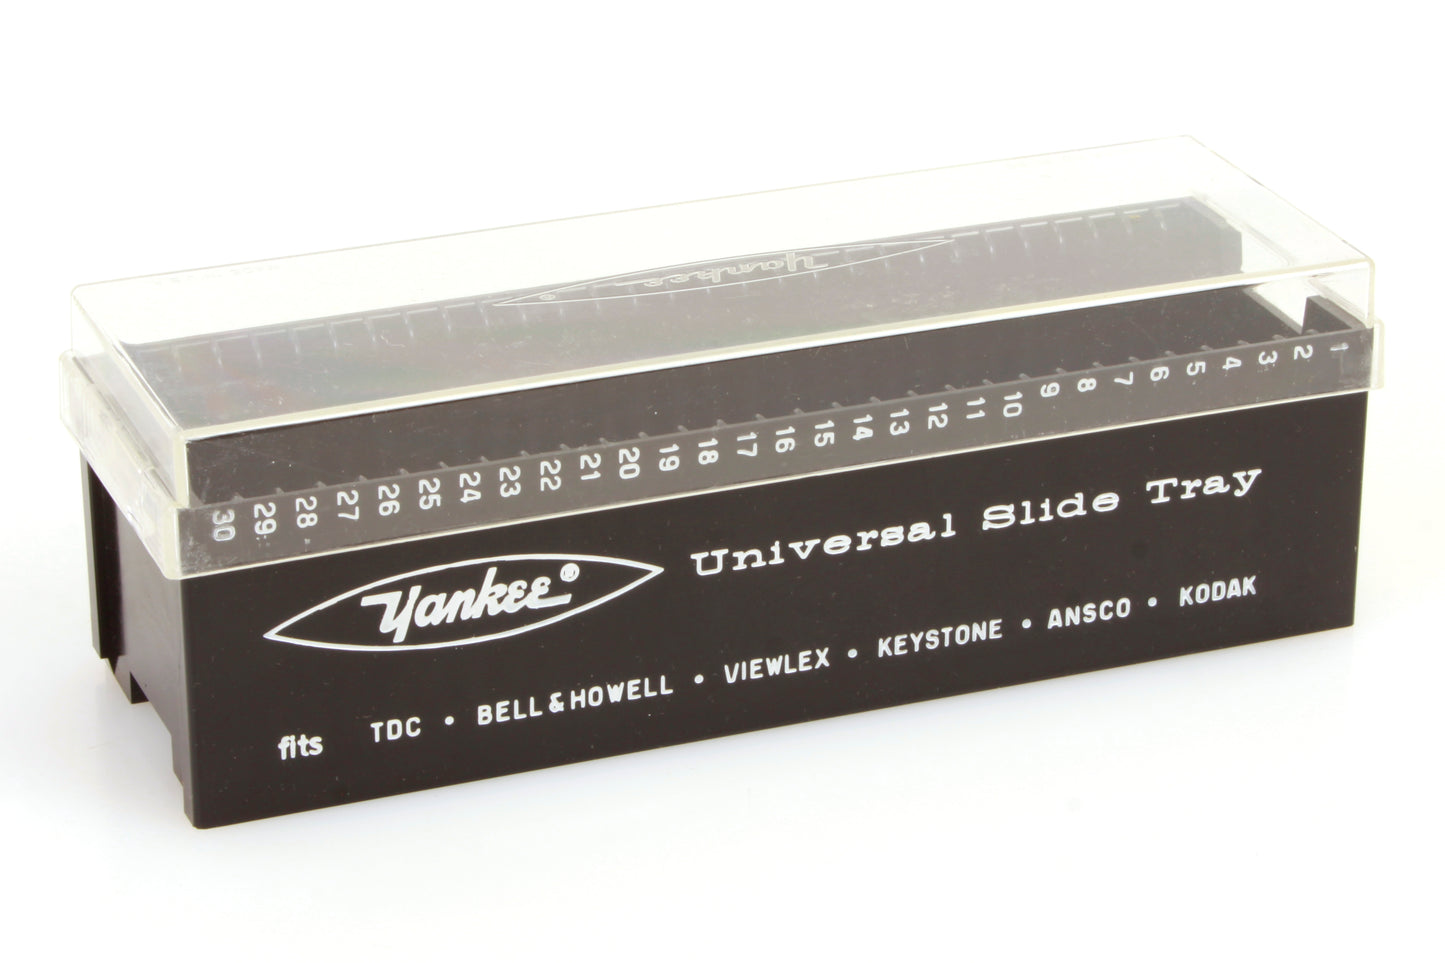 Yankee®
30 29 28 27 26 25 24 23 22 21 20 19 18 17 16 15 14 13 12 11 10 9 8 7 6 5 4 3 2 1
Yankee® Universal Slide Tray
fits TDC • BELL & HOWELL • VIEWLEX • KEYSTONE • ANSCO • KODAK